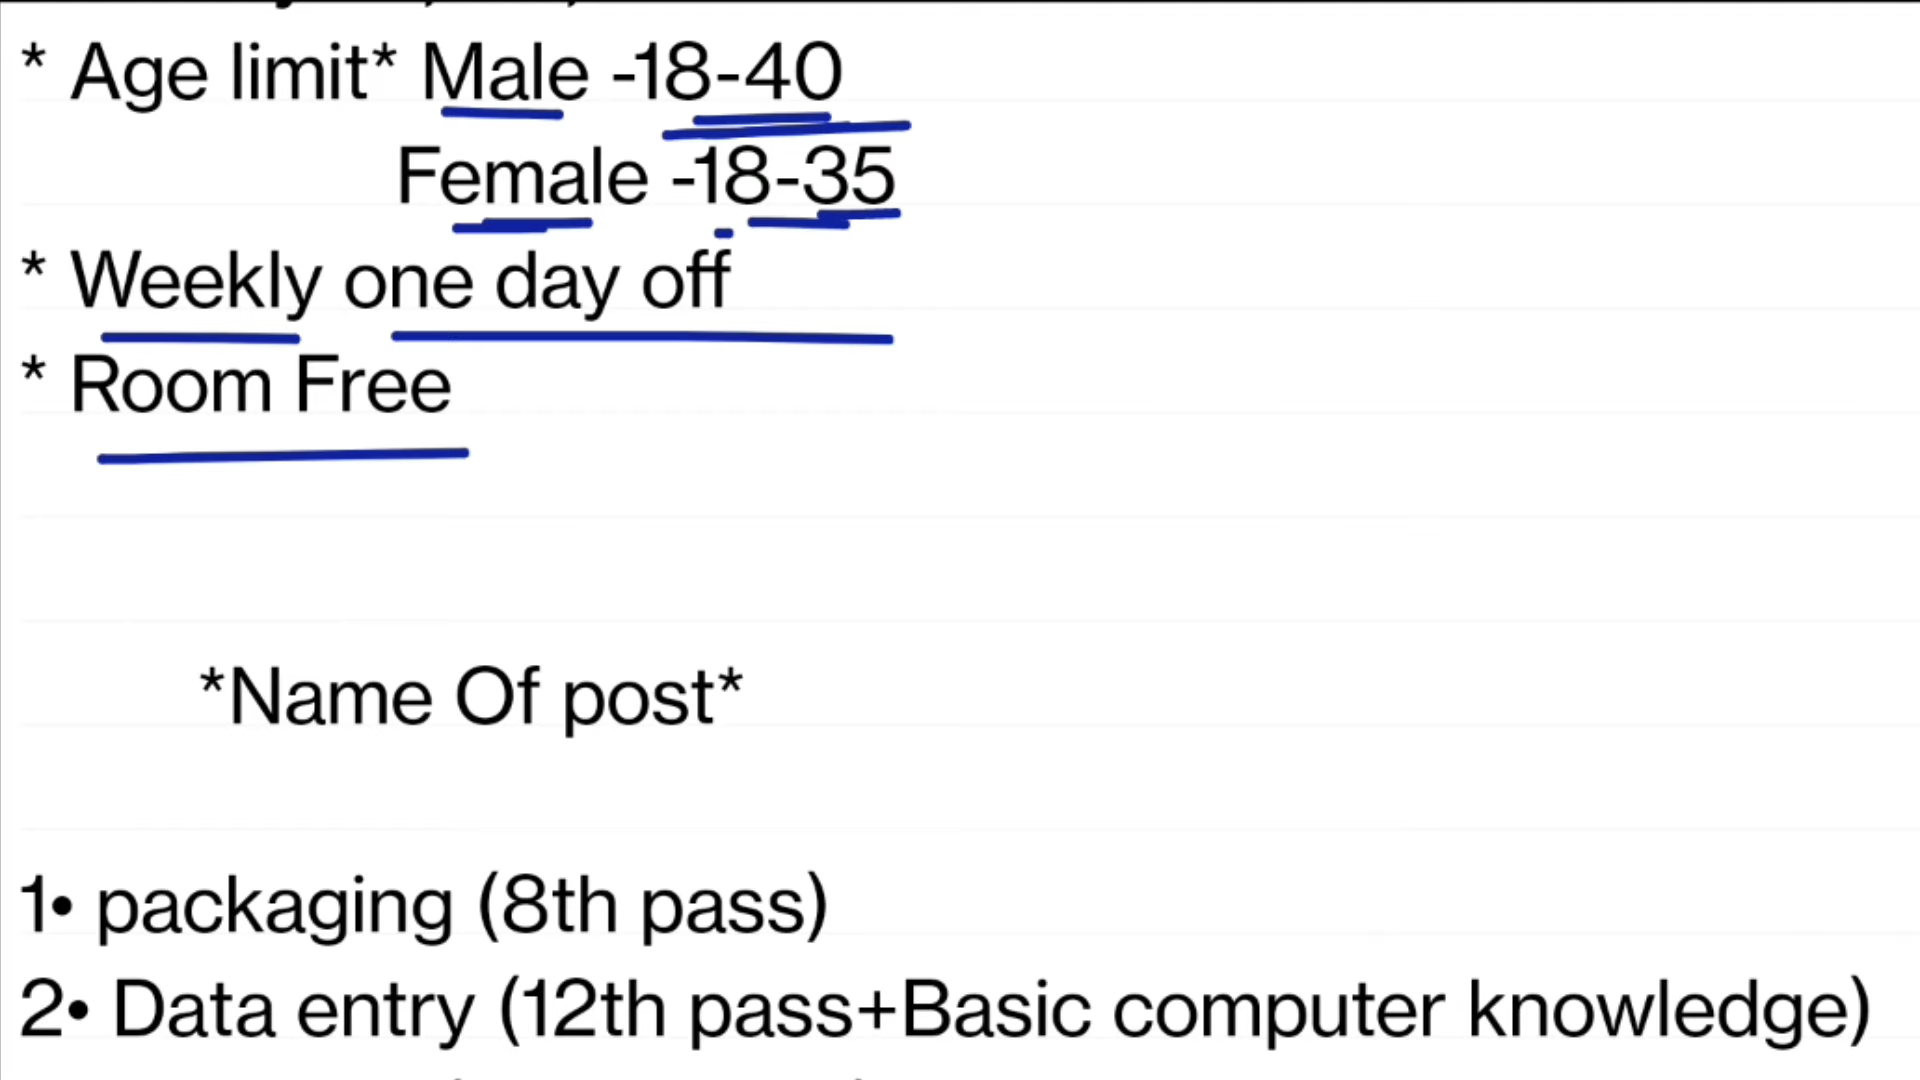 * Age limit* Male -18-40
Female -18-35
* Weekly one day off
* Room Free
*Name Of post*
1• packaging (8th pass)
2• Data entry (12th pass+Basic computer knowledge)